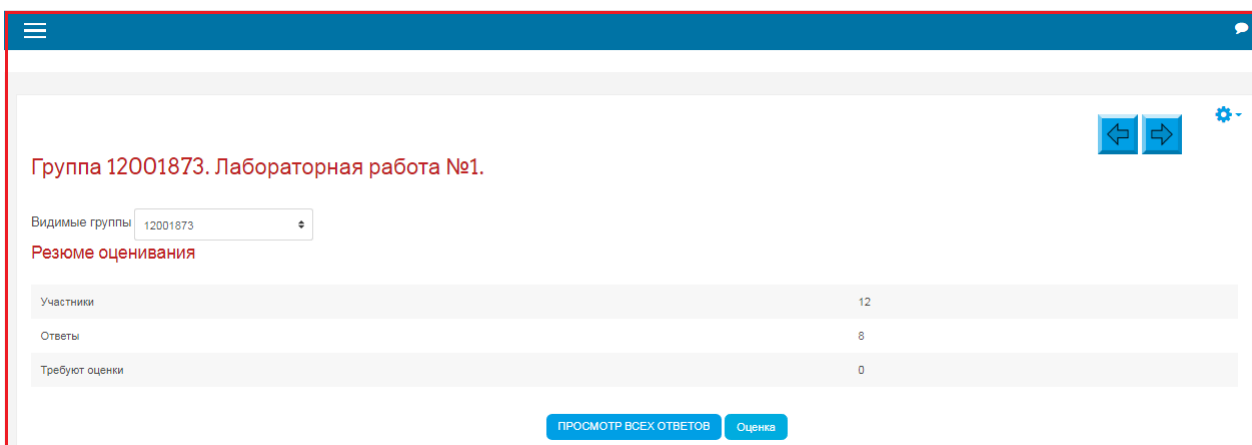 Группа 12001873. Лабораторная работа №1.
Видимые группы 12001873
Резюме оценивания
Участники 12
Ответы 8
Требуют оценки 0
ПРОСМОТР ВСЕХ ОТВЕТОВ Оценка